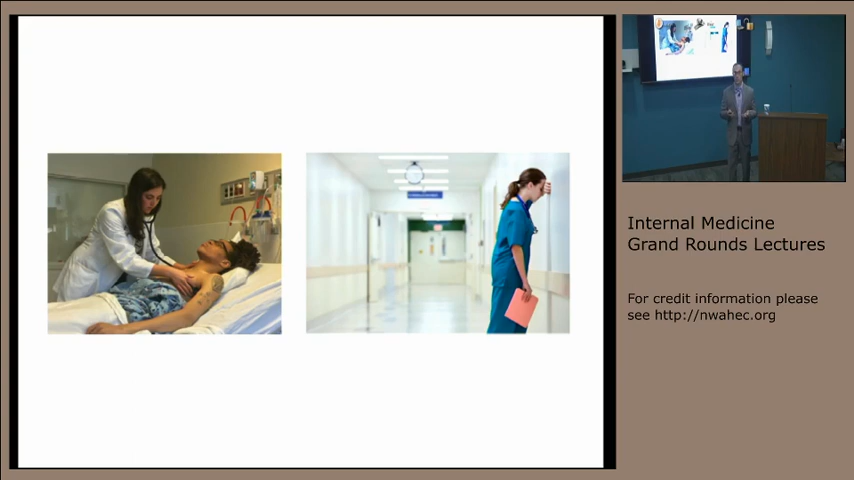 Internal Medicine
Grand Rounds Lectures
For credit information please
see http://nwahec.org